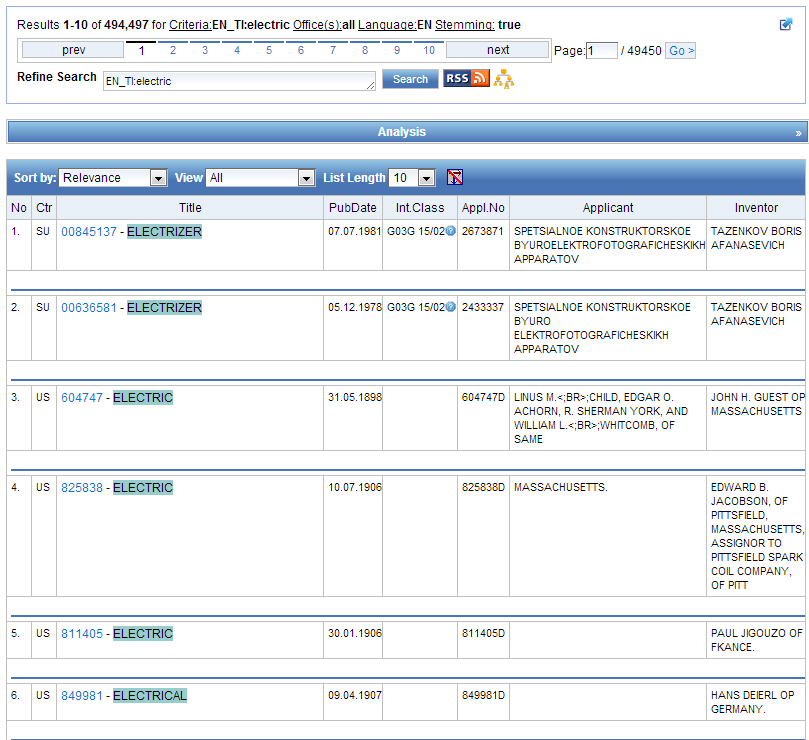 Results 1-10 of 494,497 for Criteria:EN_TI:electric Office(s):all Language:EN Stemming: true
prev 1 2 3 4 5 6 7 8 9 10 next Page: 1 / 49450 Go >
Refine Search EN_TI:electric Search RSS
Analysis »
Sort by: Relevance View All List Length 10
No Ctr Title PubDate Int.Class Appl.No Applicant Inventor
1. SU 00845137 - ELECTRIZER 07.07.1981 G03G 15/02 ? 2673871 SPETSIALNOE KONSTRUKTORSKOE TAZENKOV BORIS
BYUROELEKTROFOTOGRAFICHESKIKH AFANASEVICH
APPARATOV
2. SU 00636581 - ELECTRIZER 05.12.1978 G03G 15/02 ? 2433337 SPETSIALNOE KONSTRUKTORSKOE TAZENKOV BORIS
BYURO AFANASEVICH
ELEKTROFOTOGRAFICHESKIKH
APPARATOV
3. US 604747 - ELECTRIC 31.05.1898 604747D LINUS M.<;BR>;CHILD, EDGAR O. JOHN H. GUEST OP
ACHORN, R. SHERMAN YORK, AND MASSACHUSETTS
WILLIAM L.<;BR>;WHITCOMB, OF
SAME
4. US 825838 - ELECTRIC 10.07.1906 825838D MASSACHUSETTS. EDWARD B.
JACOBSON, OF
PITTSFIELD,
MASSACHUSETTS,
ASSIGNOR TO
PITTSFIELD SPARK
COIL COMPANY,
OF PITT
5. US 811405 - ELECTRIC 30.01.1906 811405D PAUL JIGOUZO OF
FKANCE.
6. US 849981 - ELECTRICAL 09.04.1907 849981D HANS DEIERL OP
GERMANY.